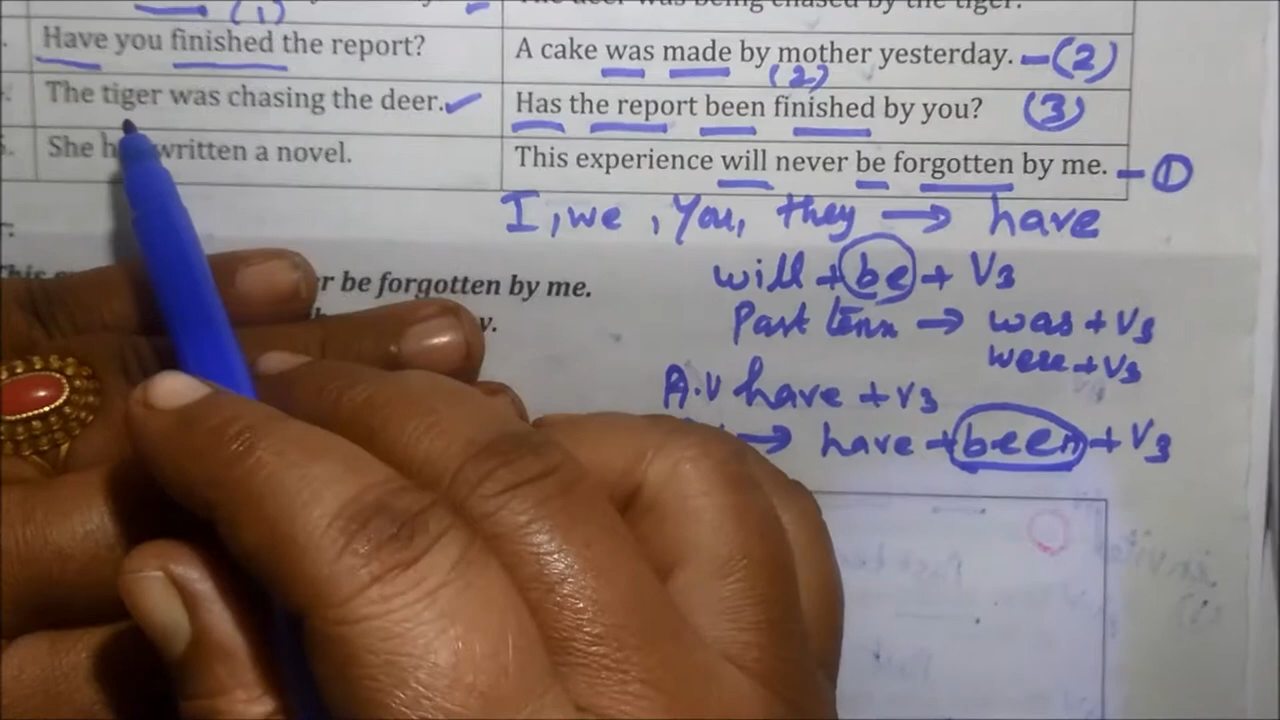 (1)
The deer was being chased by the tiger.
Have you finished the report?
A cake was made by mother yesterday. - (2)
(2)
The tiger was chasing the deer.
Has the report been finished by you? (3)
She written a novel.
This experience will never be forgotten by me. - 1
I, we, You, they → have
be forgotten by me.
will + be + V3
Past tens → was + V3
were + V3
A.V have + V3
→ have + been + V3